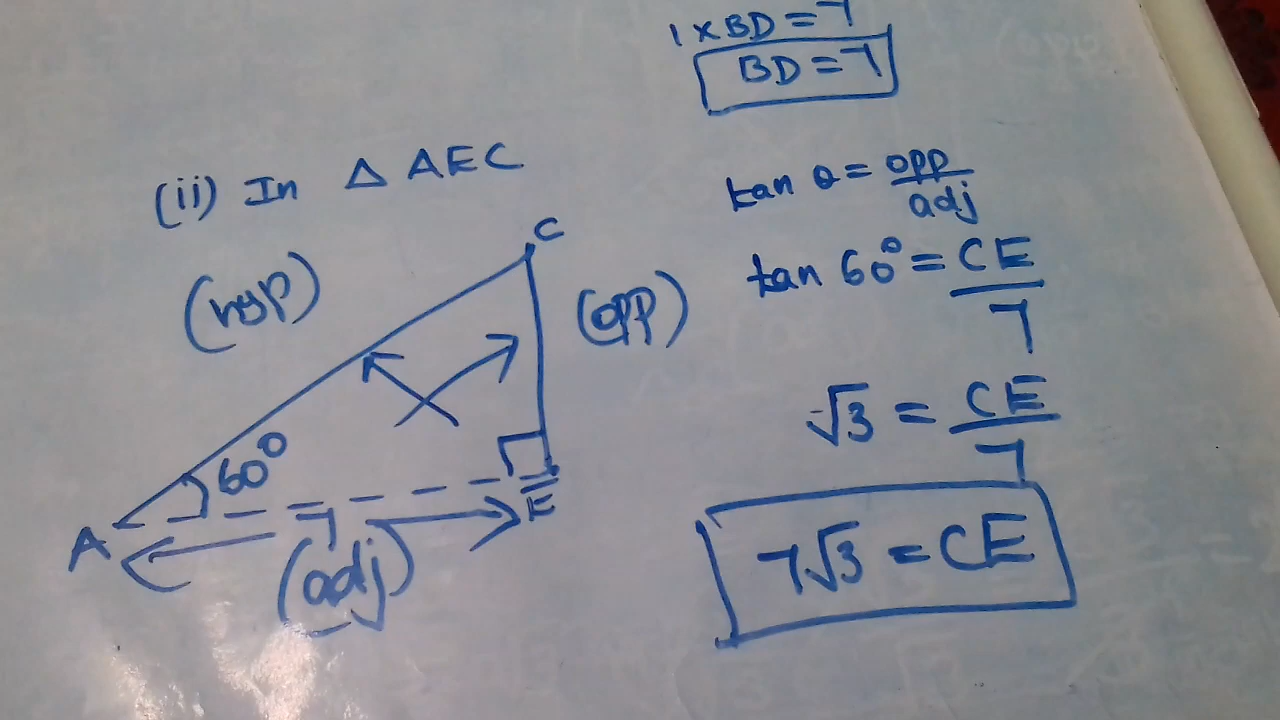 1 × BD = 7
BD = 7
(ii) In △ AEC
C
(hyp)
(opp)
60°
A
7
E
(adj)
tan θ = opp/adj
tan 60° = CE/7
√3 = CE/7
7√3 = CE